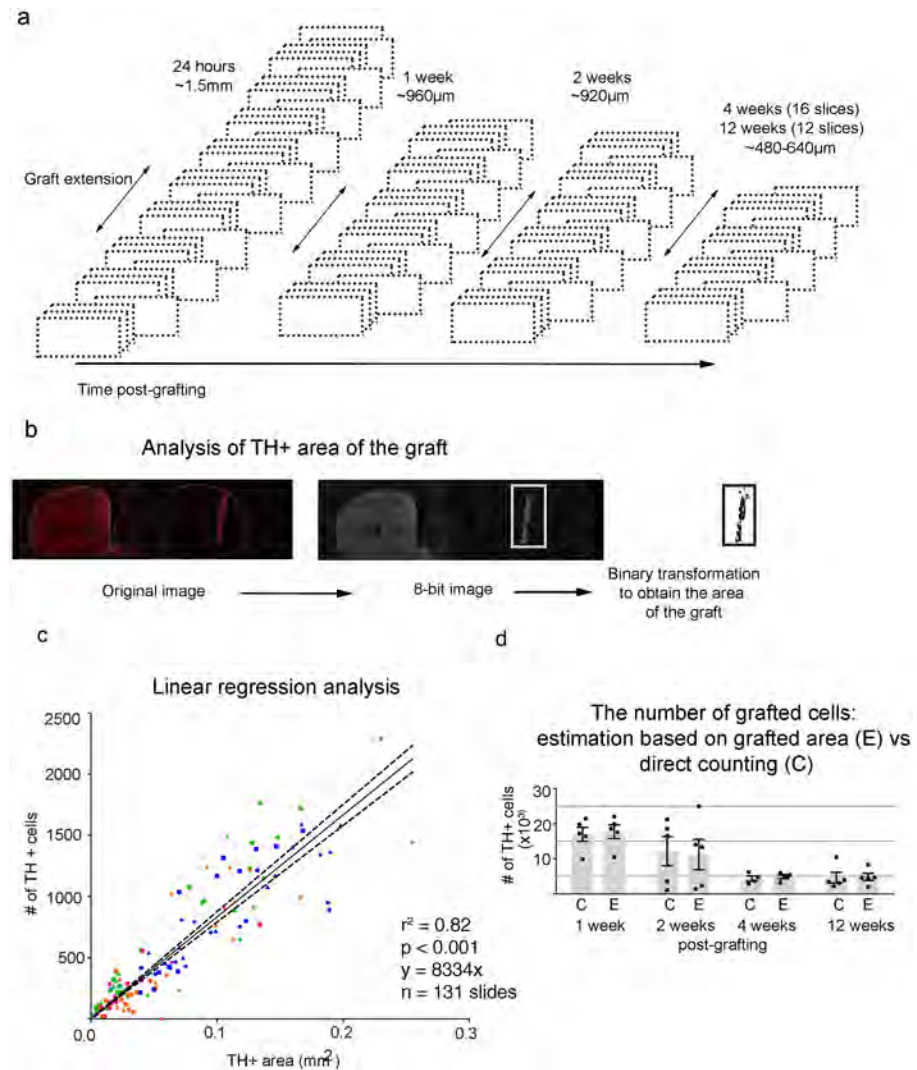 a
24 hours
~1.5mm
1 week
~960µm
2 weeks
~920µm
4 weeks (16 slices)
12 weeks (12 slices)
~480-640µm
Graft extension
Time post-grafting
b
Analysis of TH+ area of the graft
Original image
8-bit image
Binary transformation
to obtain the area
of the graft
c
Linear regression analysis
# of TH + cells
2500
2000
1500
1000
500
0.0
0.1
0.2
0.3
TH+ area (mm2)
r² = 0.82
p < 0.001
y = 8334x
n = 131 slides
d
The number of grafted cells:
estimation based on grafted area (E) vs
direct counting (C)
# of TH+ cells
(x10³)
30
20
10
C E C E C E C E
1 week 2 weeks 4 weeks 12 weeks
post-grafting